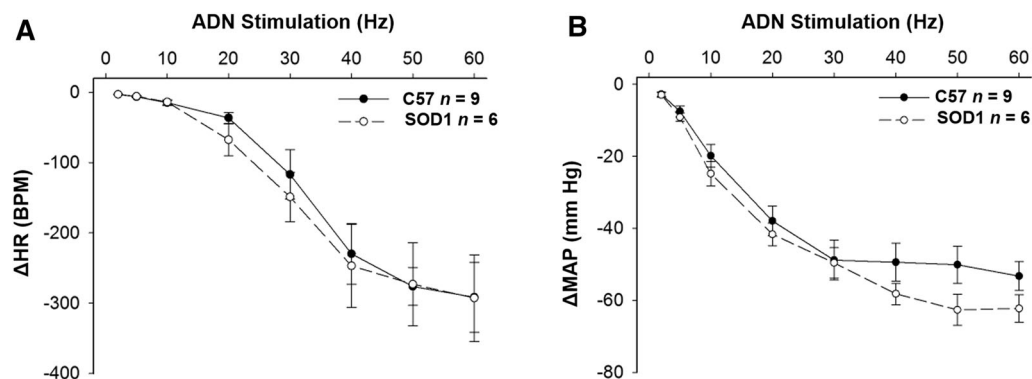 A
ADN Stimulation (Hz)
0 10 20 30 40 50 60
0
-100
-200
-300
-400
ΔHR (BPM)
C57 n = 9
SOD1 n = 6
B
ADN Stimulation (Hz)
0 10 20 30 40 50 60
0
-20
-40
-60
-80
ΔMAP (mm Hg)
C57 n = 9
SOD1 n = 6